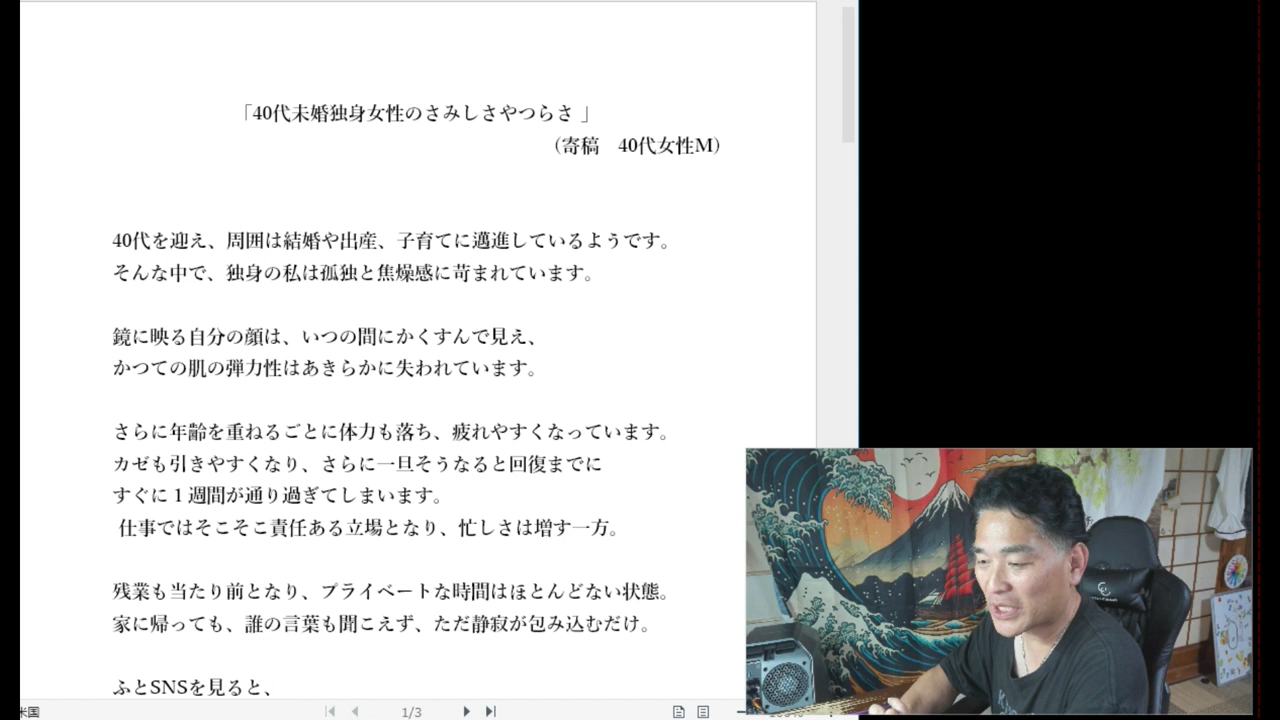 「40代未婚独身女性のさみしさやつらさ 」
（寄稿　40代女性M）
40代を迎え、周囲は結婚や出産、子育てに邁進しているようです。
そんな中で、独身の私は孤独と焦燥感に苛まれています。
鏡に映る自分の顔は、いつの間にかくすんで見え、
かつての肌の弾力性はあきらかに失われています。
さらに年齢を重ねるごとに体力も落ち、疲れやすくなっています。
カゼも引きやすくなり、さらに一旦そうなると回復までに
すぐに１週間が通り過ぎてしまいます。
仕事ではそこそこ責任ある立場となり、忙しさは増す一方。
残業も当たり前となり、プライベートな時間はほとんどない状態。
家に帰っても、誰の言葉も聞こえず、ただ静寂が包み込むだけ。
ふとSNSを見ると、
米国
1/3